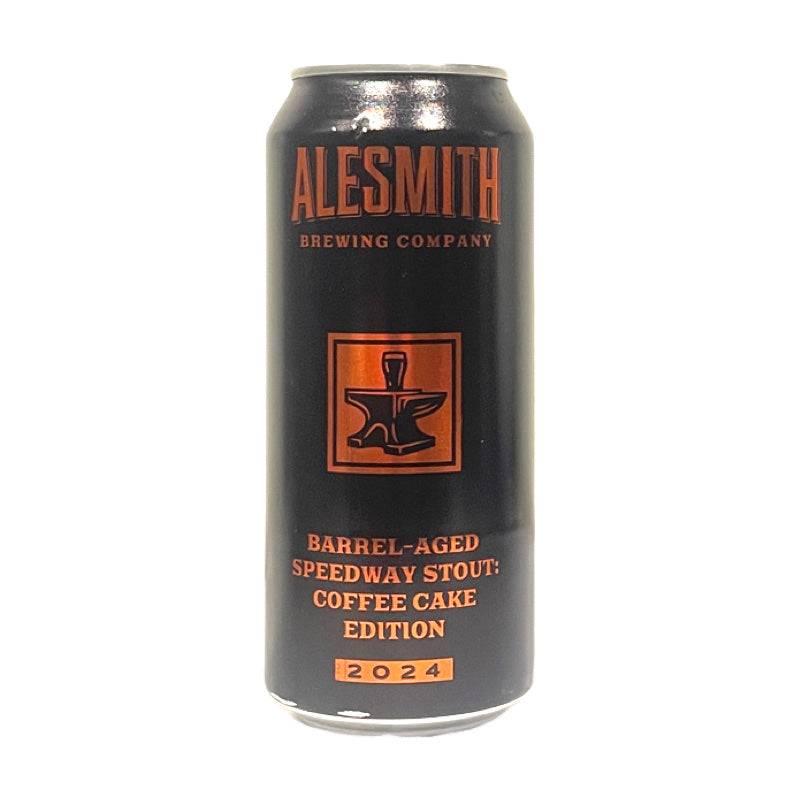 ALESMITH
BREWING COMPANY
BARREL-AGED
SPEEDWAY STOUT:
COFFEE CAKE
EDITION
2024